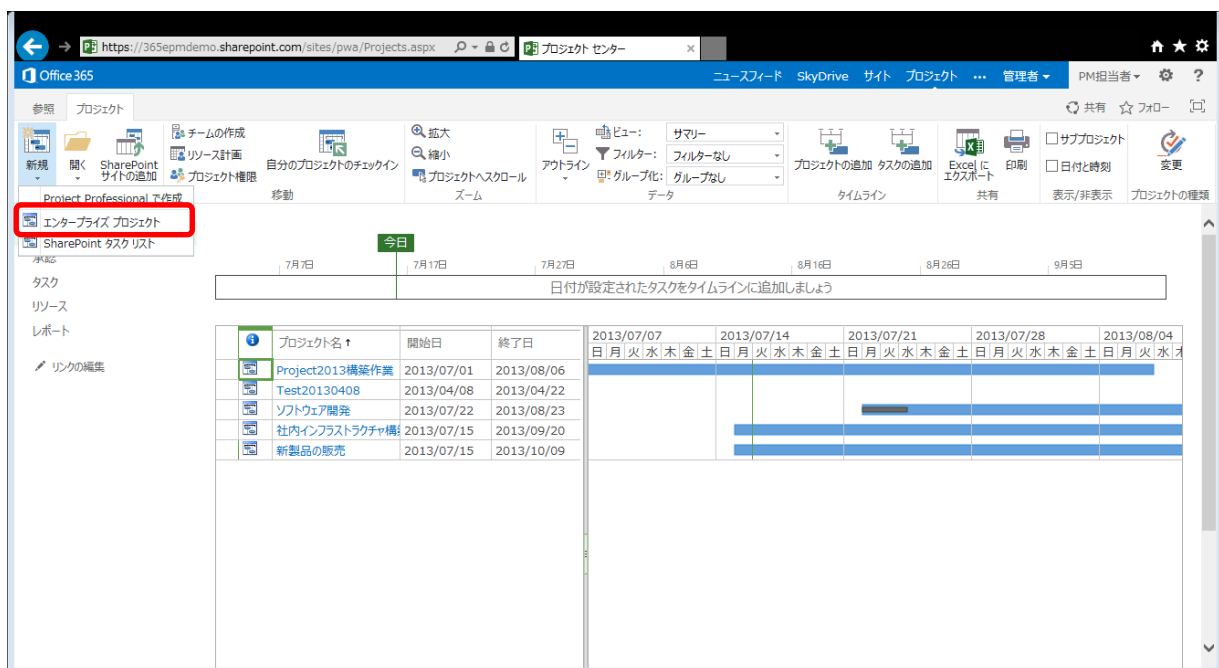 https://365epmdemo.sharepoint.com/sites/pwa/Projects.aspx
プロジェクト センター
Office 365
ニュースフィード SkyDrive サイト プロジェクト ••• 管理者 PM担当者 ?
参照 プロジェクト
共有 フォロー
新規
開く
SharePoint サイトの追加
チームの作成
リソース計画
プロジェクト権限
自分のプロジェクトのチェックイン
移動
拡大
縮小
プロジェクトへスクロール
ズーム
アウトライン
ビュー: サマリー
フィルター: フィルターなし
グループ化: グループなし
データ
プロジェクトの追加 タスクの追加
タイムライン
Excel に エクスポート
印刷
共有
サブプロジェクト
日付と時刻
表示/非表示
変更
プロジェクトの種類
Project Professional で作成
エンタープライズ プロジェクト
SharePoint タスク リスト
承認
タスク
リソース
レポート
リンクの編集
今日
7月7日 7月17日 7月27日 8月6日 8月16日 8月26日 9月5日
日付が設定されたタスクをタイムラインに追加しましょう
プロジェクト名↑ 開始日 終了日
2013/07/07 2013/07/14 2013/07/21 2013/07/28 2013/08/04
日 月 火 水 木 金 土 日 月 火 水 木 金 土 日 月 火 水 木 金 土 日 月 火 水 木 金 土 日 月 火 水 木
Project2013構築作業 2013/07/01 2013/08/06
Test20130408 2013/04/08 2013/04/22
ソフトウェア開発 2013/07/22 2013/08/23
社内インフラストラクチャ構築 2013/07/15 2013/09/20
新製品の販売 2013/07/15 2013/10/09